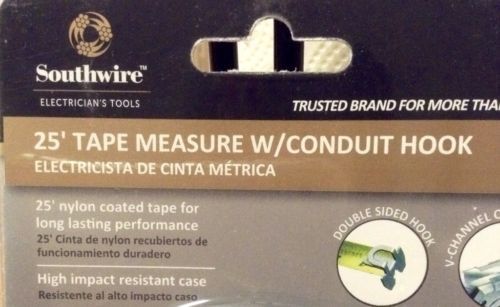 Southwire™
ELECTRICIAN'S TOOLS
TRUSTED BRAND FOR MORE THAN
25' TAPE MEASURE W/CONDUIT HOOK
ELECTRICISTA DE CINTA MÉTRICA
25' nylon coated tape for
long lasting performance
25' Cinta de nylon recubiertos de
funcionamiento duradero
High impact resistant case
Resistente al alto impacto caso
DOUBLE SIDED HOOK
V-CHANNEL